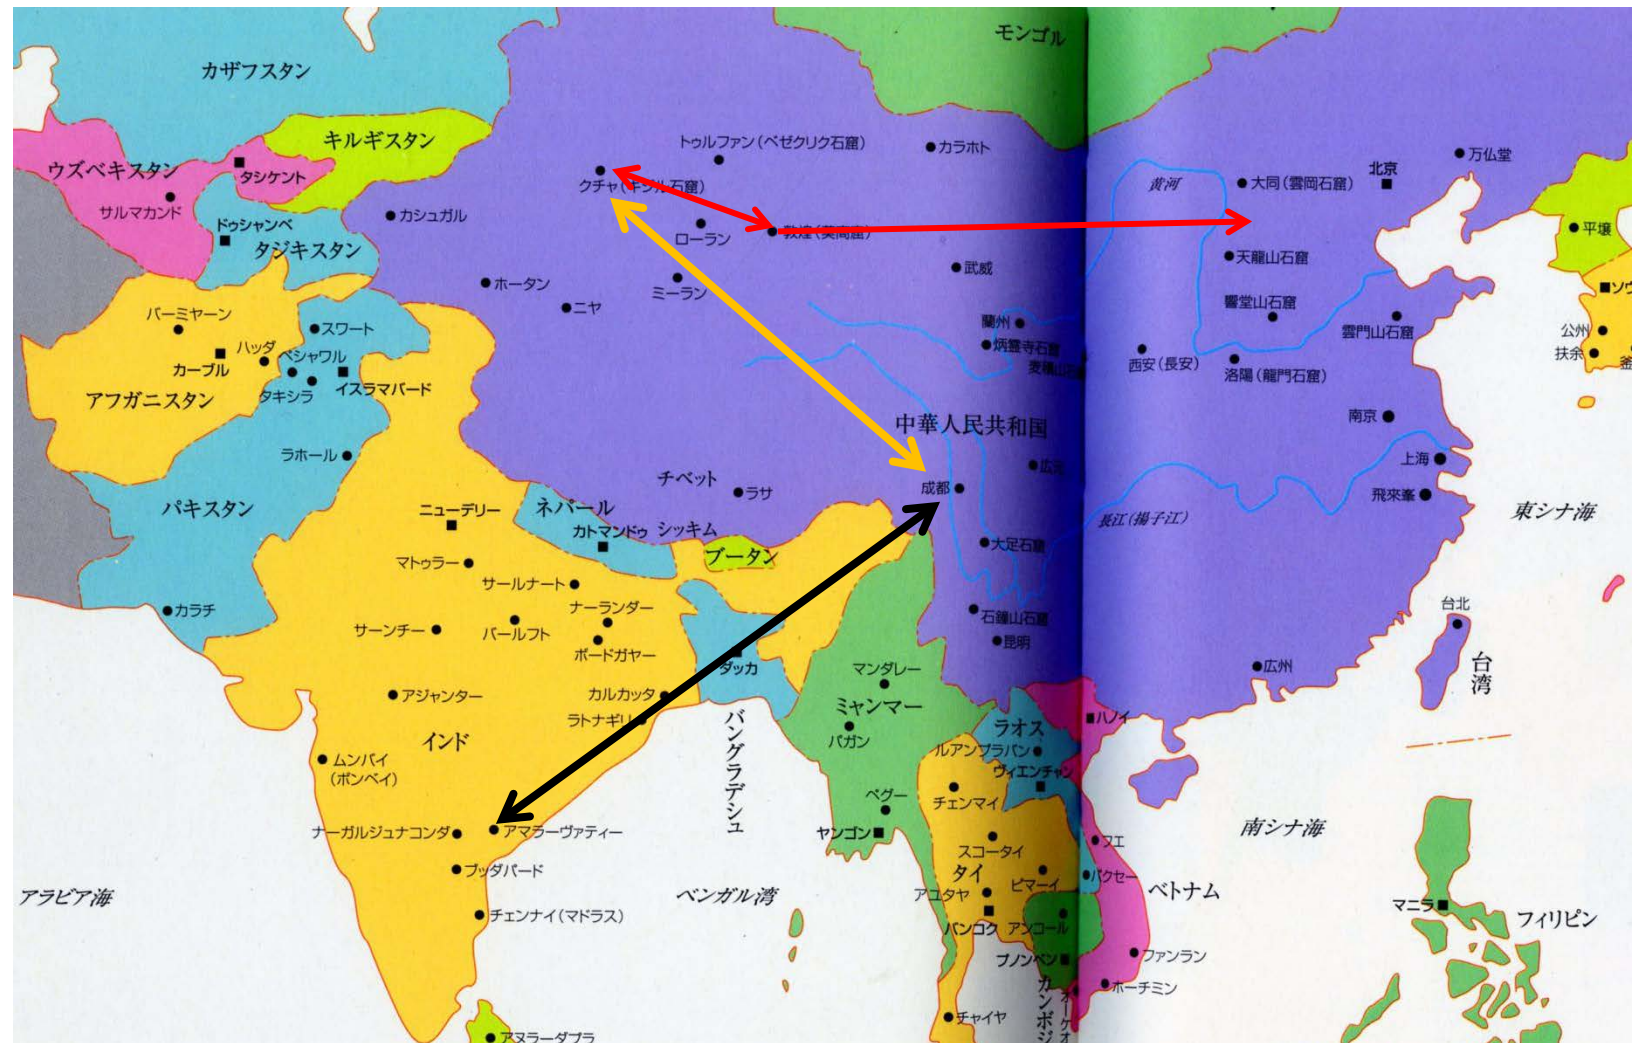 モンゴル
カザフスタン
キルギスタン
トゥルファン(ベゼクリク石窟)
カラホト
万仏堂
ウズベキスタン
タシケント
クチャ(キジル石窟)
黄河
大同(雲岡石窟)
北京
サルマカンド
カシュガル
ドゥシャンベ
タジキスタン
ローラン
敦煌(莫高窟)
平壌
天龍山石窟
武威
ホータン
ミーラン
ニヤ
ソウ
バーミヤーン
スワート
響堂山石窟
蘭州
雲門山石窟
公州
ハッダ
ペシャワル
カーブル
炳霊寺石窟
麦積山石
西安(長安)
洛陽(龍門石窟)
扶余
釜
アフガニスタン
タキシラ
イスラマバード
中華人民共和国
南京
ラホール
広元
上海
チベット
ラサ
成都
飛來峯
パキスタン
ニューデリー
ネパール
カトマンドゥ
シッキム
長江(揚子江)
東シナ海
ブータン
大足石窟
マトゥラー
サールナート
カラチ
ナーランダー
石鐘山石窟
台北
サーンチー
バールフト
ボードガヤー
昆明
ダッカ
マンダレー
広州
台湾
アジャンター
カルカッタ
ラトナギリ
ミャンマー
ハノイ
ラオス
インド
バングラデシュ
パガン
ルアンプラバン
ムンバイ
(ボンベイ)
ヴィエンチャン
ペグー
チェンマイ
ナーガルジュナコンダ
アマラーヴァティー
ヤンゴン
フエ
南シナ海
スコータイ
ブッダパード
タイ
ピマーイ
パクセー
アラビア海
ベンガル湾
アユタヤ
ベトナム
マニラ
チェンナイ(マドラス)
バンコク
アンコール
フィリピン
プノンペン
ファンラン
カンボジ
オーケオ
ホーチミン
チャイヤ
アヌラーダプラ